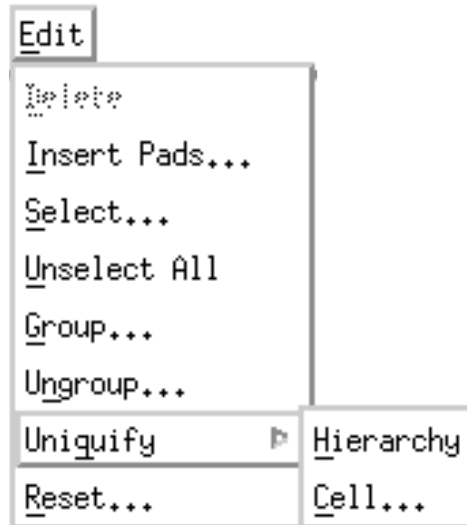 Edit
Delete
Insert Pads...
Select...
Unselect All
Group...
Ungroup...
Uniquify
Hierarchy
Reset...
Cell...